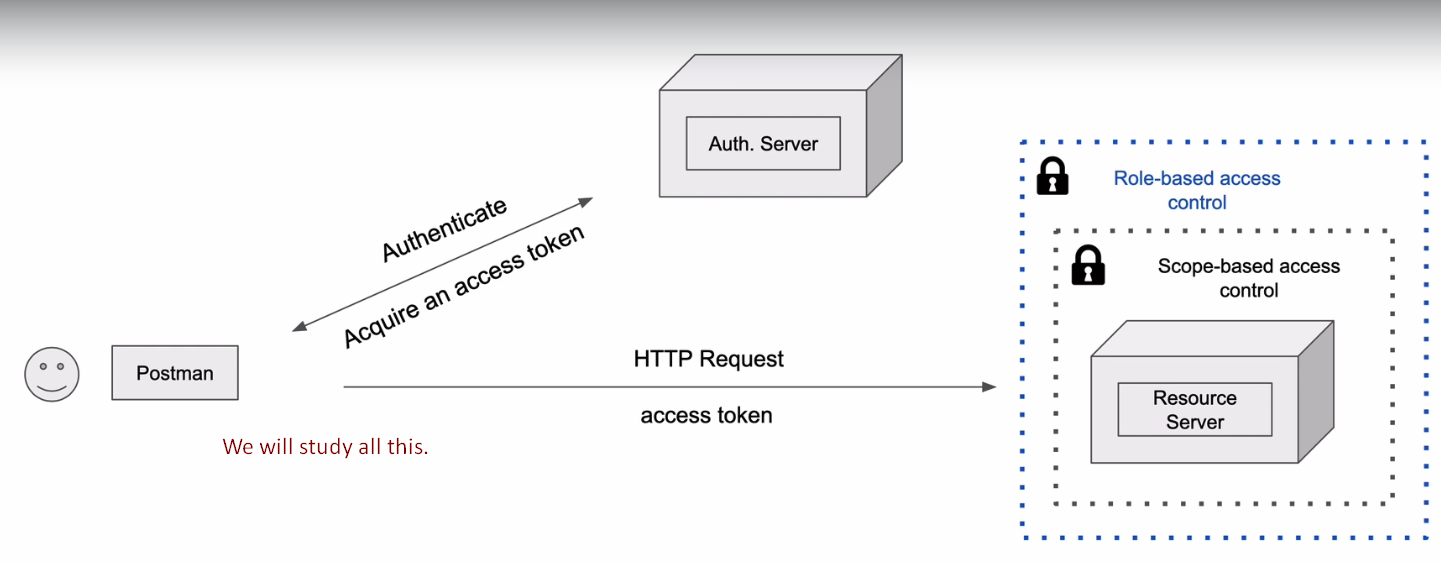 Auth. Server
Role-based access
control
Authenticate
Acquire an access token
Scope-based access
control
Postman
HTTP Request
access token
Resource
Server
We will study all this.